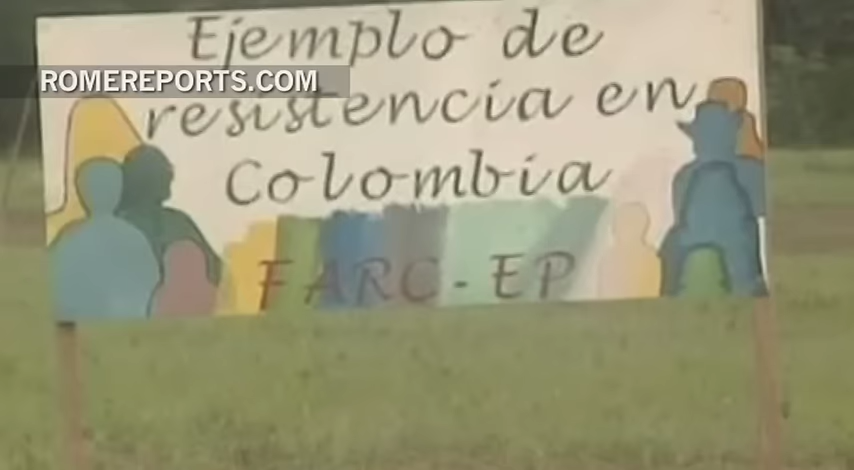 Ejemplo de
ROMEREPORTS.COM
resistencia en
Colombia
FARC-EP